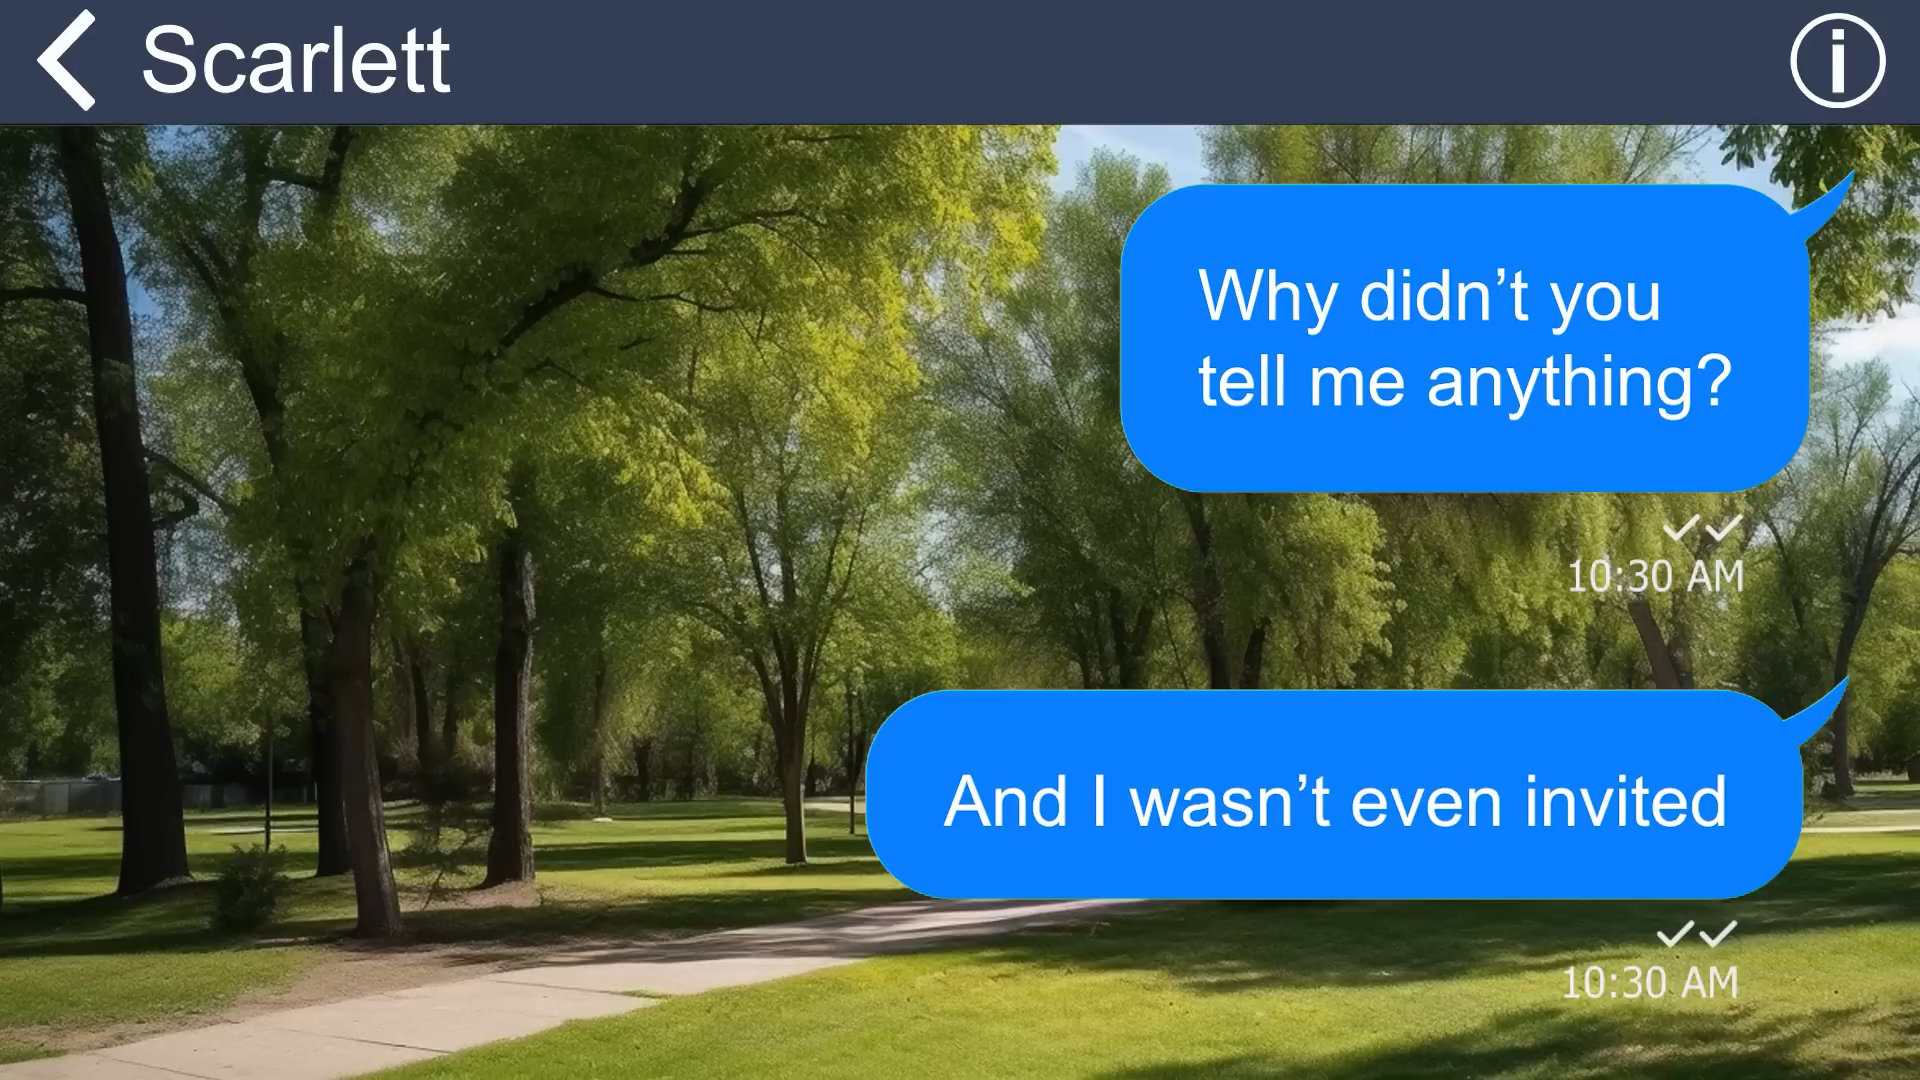 Scarlett
Why didn’t you
tell me anything?
10:30 AM
And I wasn’t even invited
10:30 AM